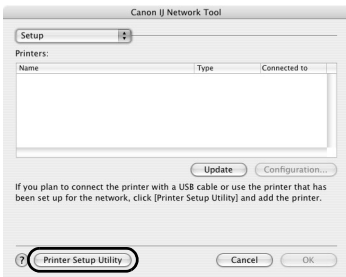 Canon IJ Network Tool
Setup
Printers:
Name Type Connected to
Update Configuration...
If you plan to connect the printer with a USB cable or use the printer that has
been set up for the network, click [Printer Setup Utility] and add the printer.
? Printer Setup Utility Cancel OK